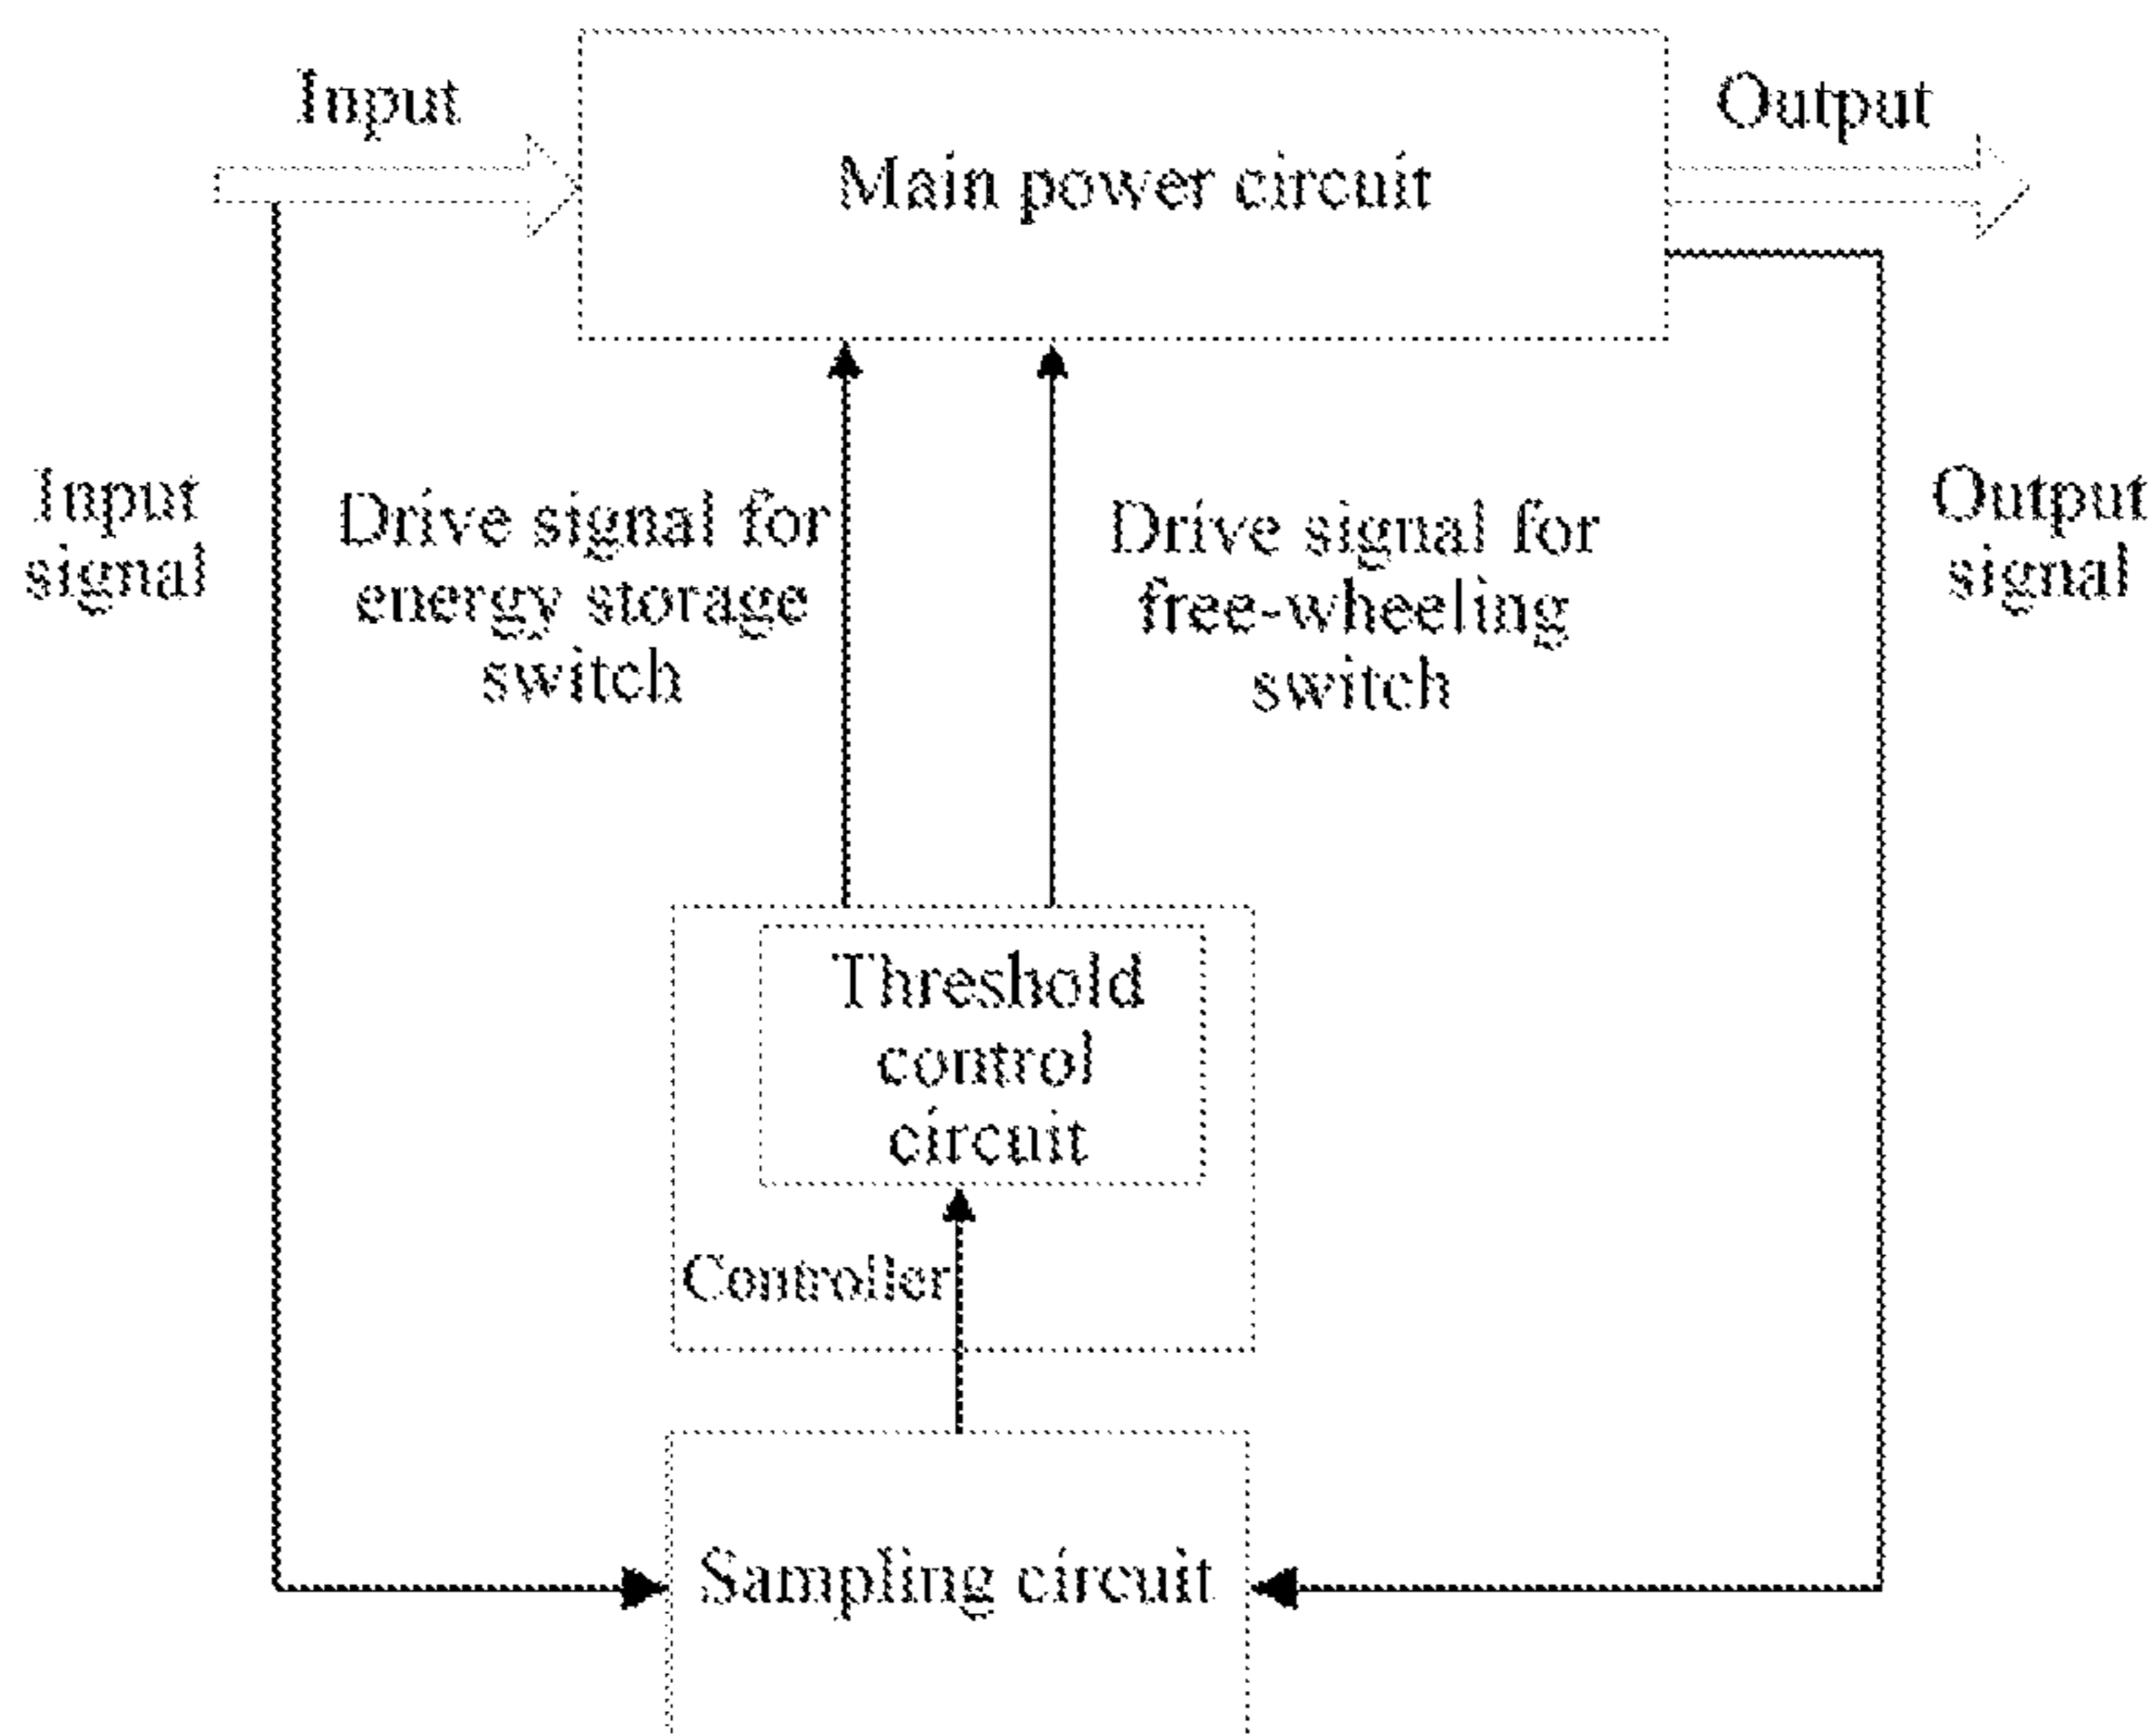 Input
Output
Main power circuit
Input
signal
Drive signal for
energy storage
switch
Drive signal for
free-wheeling
switch
Output
signal
Threshold
control
circuit
Controller
Sampling circuit